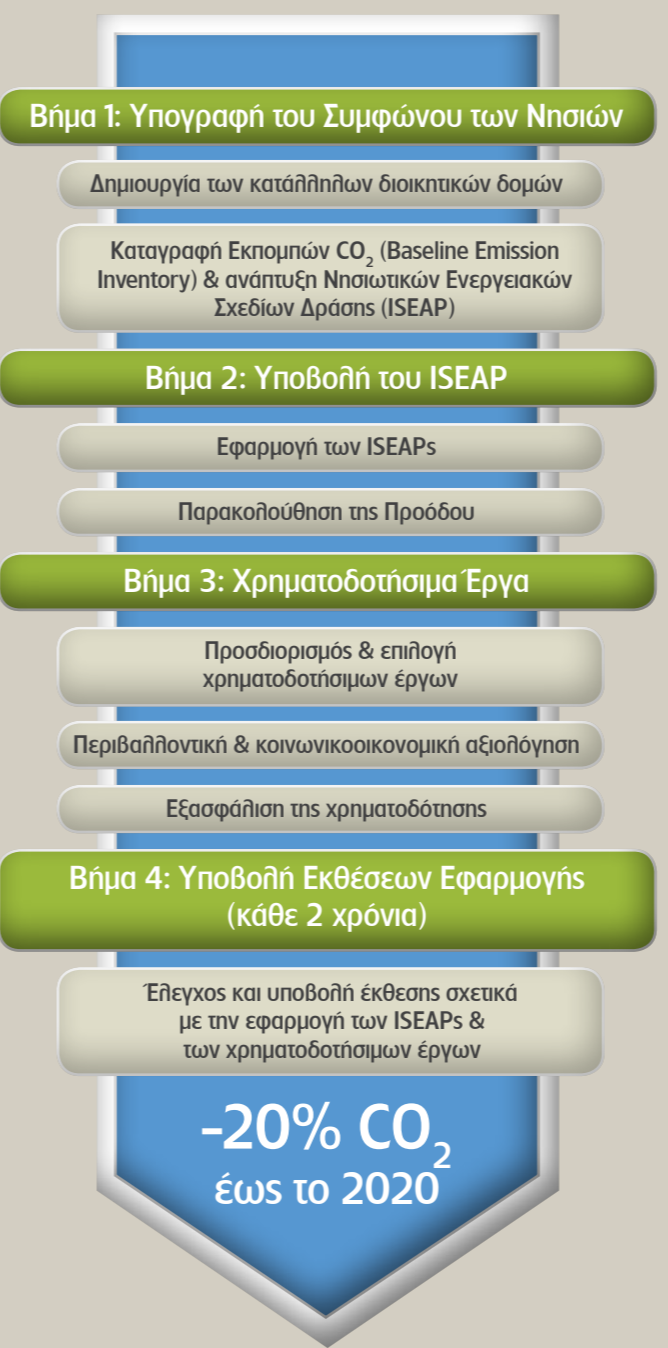 Βήμα 1: Υπογραφή του Συμφώνου των Νησιών
Δημιουργία των κατάλληλων διοικητικών δομών
Καταγραφή Εκπομπών CO₂ (Baseline Emission
Inventory) & ανάπτυξη Νησιωτικών Ενεργειακών
Σχεδίων Δράσης (ISEAP)
Βήμα 2: Υποβολή του ISEAP
Εφαρμογή των ISEAPs
Παρακολούθηση της Προόδου
Βήμα 3: Χρηματοδοτήσιμα Έργα
Προσδιορισμός & επιλογή
χρηματοδοτήσιμων έργων
Περιβαλλοντική & κοινωνικοοικονομική αξιολόγηση
Εξασφάλιση της χρηματοδότησης
Βήμα 4: Υποβολή Εκθέσεων Εφαρμογής
(κάθε 2 χρόνια)
Έλεγχος και υποβολή έκθεσης σχετικά
με την εφαρμογή των ISEAPs &
των χρηματοδοτήσιμων έργων
-20% CO₂
έως το 2020